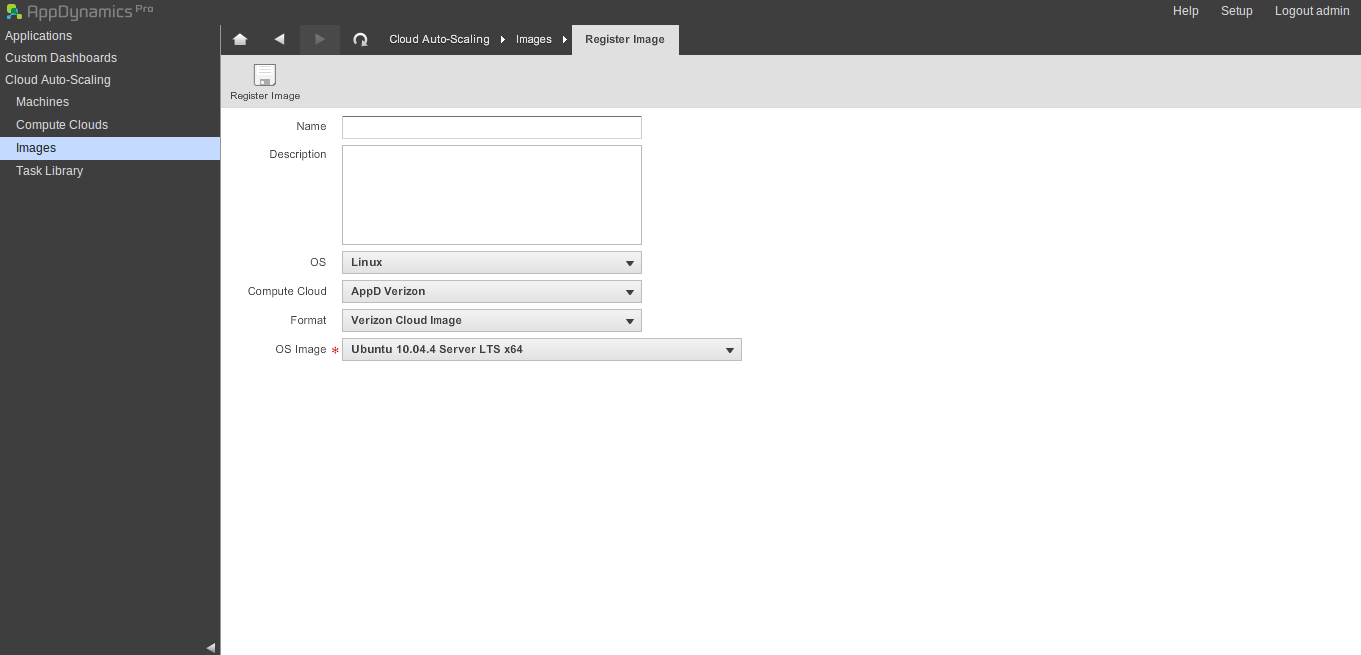 AppDynamics Pro
Help Setup Logout admin
Applications
Custom Dashboards
Cloud Auto-Scaling
Machines
Compute Clouds
Images
Task Library
Cloud Auto-Scaling Images Register Image
Register Image
Name
Description
OS Linux
Compute Cloud AppD Verizon
Format Verizon Cloud Image
OS Image * Ubuntu 10.04.4 Server LTS x64